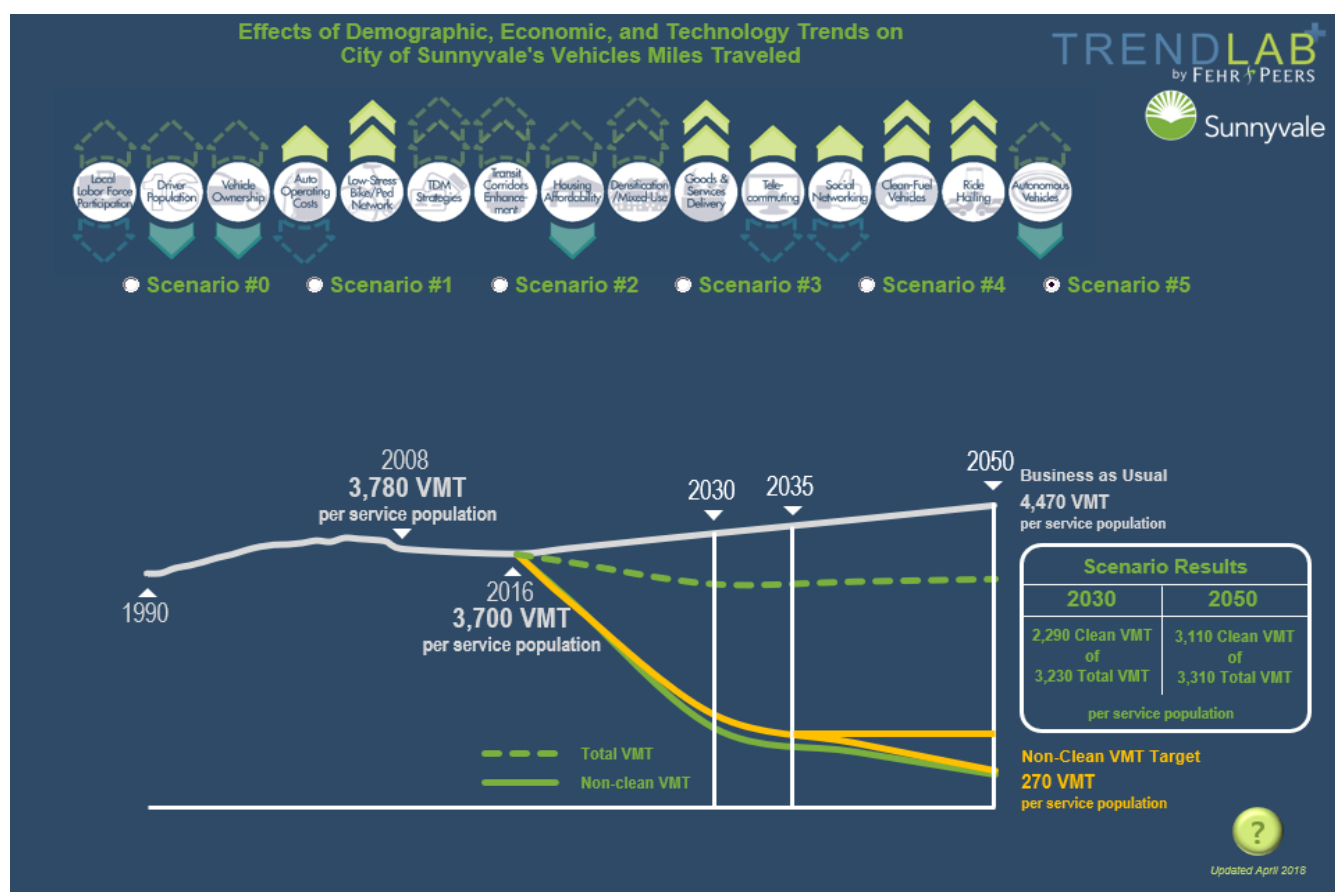 Effects of Demographic, Economic, and Technology Trends on
City of Sunnyvale's Vehicles Miles Traveled
TRENDLAB+
by FEHR & PEERS
Sunnyvale
Local
Labor Force
Participation
Driver
Population
Vehicle
Ownership
Auto
Operating
Costs
Low-Stress
Bike/Ped
Network
TDM
Strategies
Transit
Corridors
Enhance-
ment
Housing
Affordability
Densification
/Mixed-Use
Goods &
Services
Delivery
Tele-
commuting
Social
Networking
Clean-Fuel
Vehicles
Ride
Hailing
Autonomous
Vehicles
Scenario #0
Scenario #1
Scenario #2
Scenario #3
Scenario #4
Scenario #5
2008
3,780 VMT
per service population
2030
2035
2050
Business as Usual
4,470 VMT
per service population
1990
2016
3,700 VMT
per service population
Scenario Results
2030
2050
2,290 Clean VMT
of
3,230 Total VMT
3,110 Clean VMT
of
3,310 Total VMT
per service population
Total VMT
Non-clean VMT
Non-Clean VMT Target
270 VMT
per service population
?
Updated April 2018